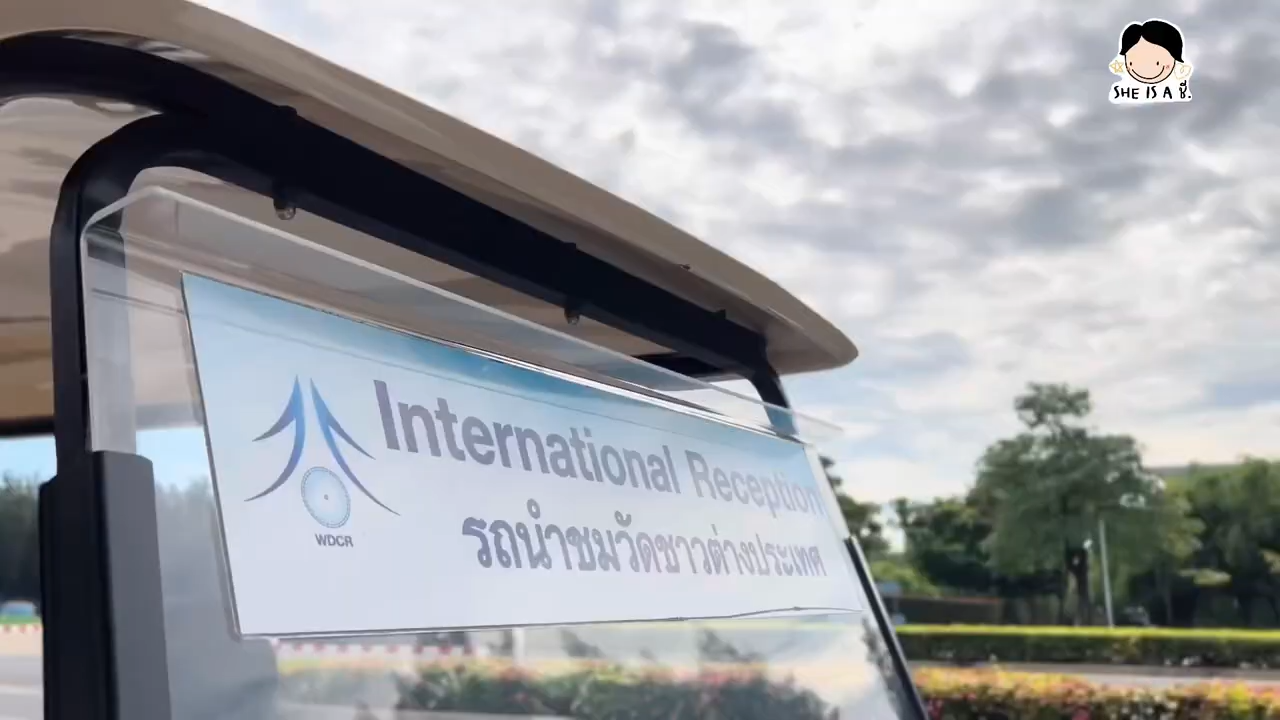 SHE IS A ชี.
International Reception
รถนำชมวัดชาวต่างประเทศ
WDCR